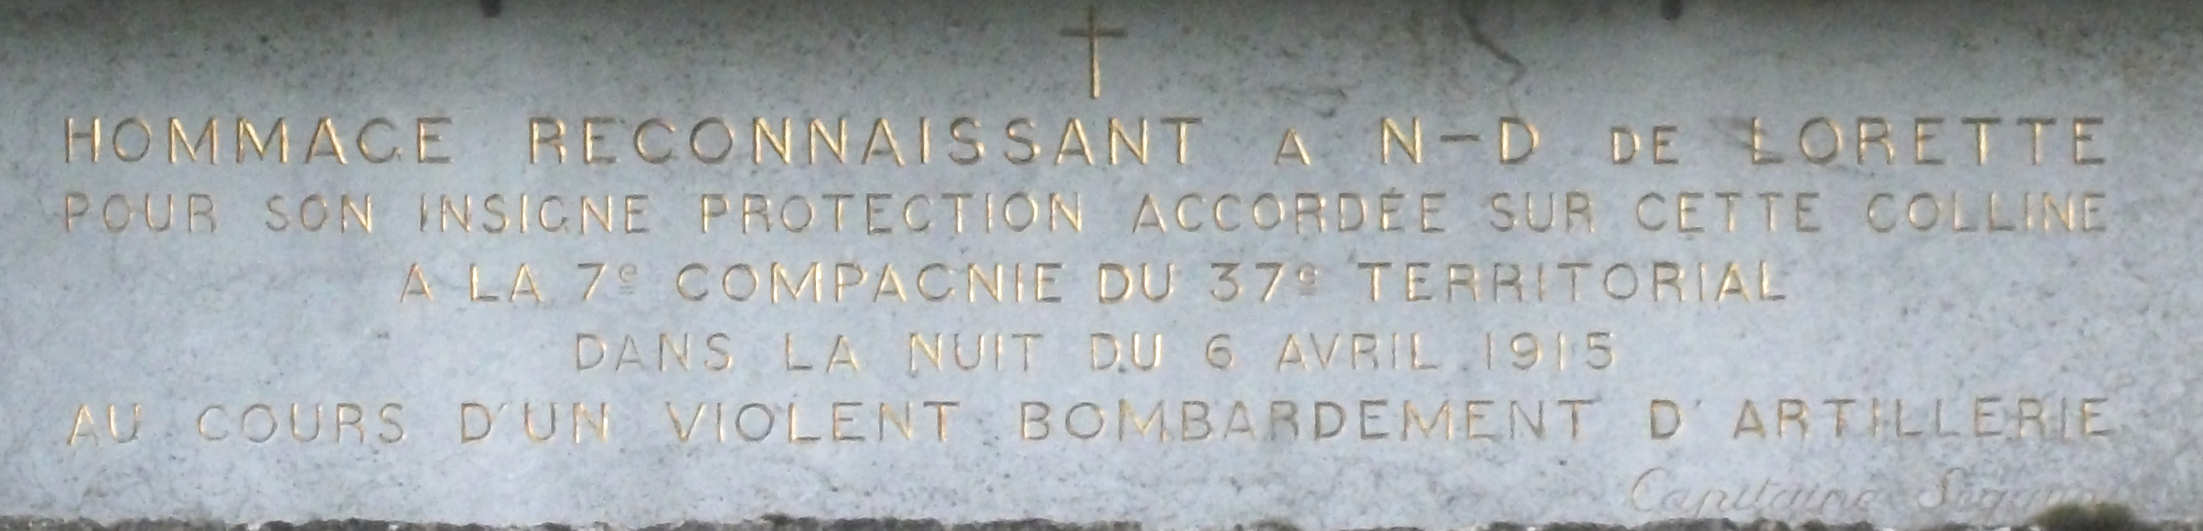 HOMMAGE RECONNAISSANT A N-D DE LORETTE
POUR SON INSIGNE PROTECTION ACCORDÉE SUR CETTE COLLINE
A LA 7e COMPAGNIE DU 37e TERRITORIAL
DANS LA NUIT DU 6 AVRIL 1915
AU COURS D'UN VIOLENT BOMBARDEMENT D'ARTILLERIE
Capitaine